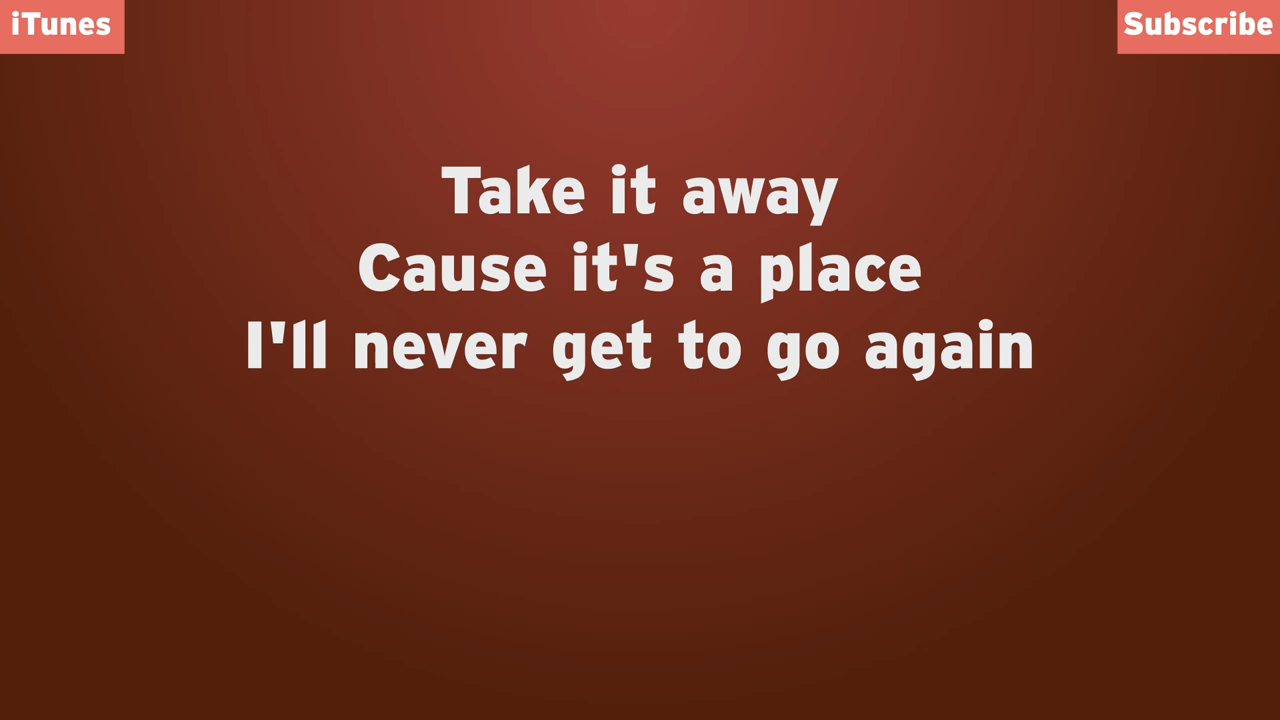 iTunes
Subscribe
Take it away
Cause it's a place
I'll never get to go again